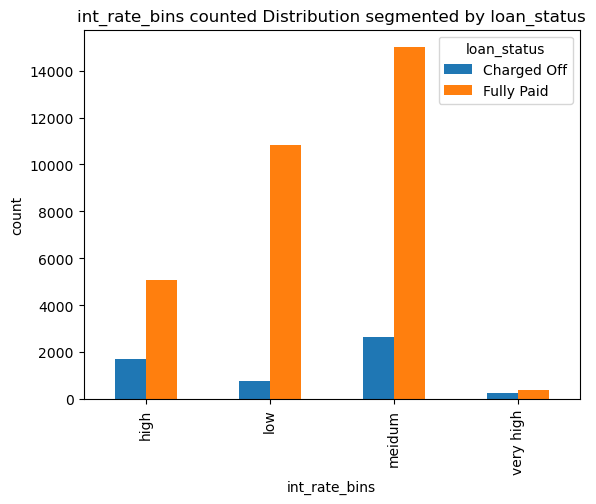 int_rate_bins counted Distribution segmented by loan_status
loan_status
Charged Off
Fully Paid
14000
12000
10000
8000
6000
4000
2000
0
count
high
low
meidum
very high
int_rate_bins